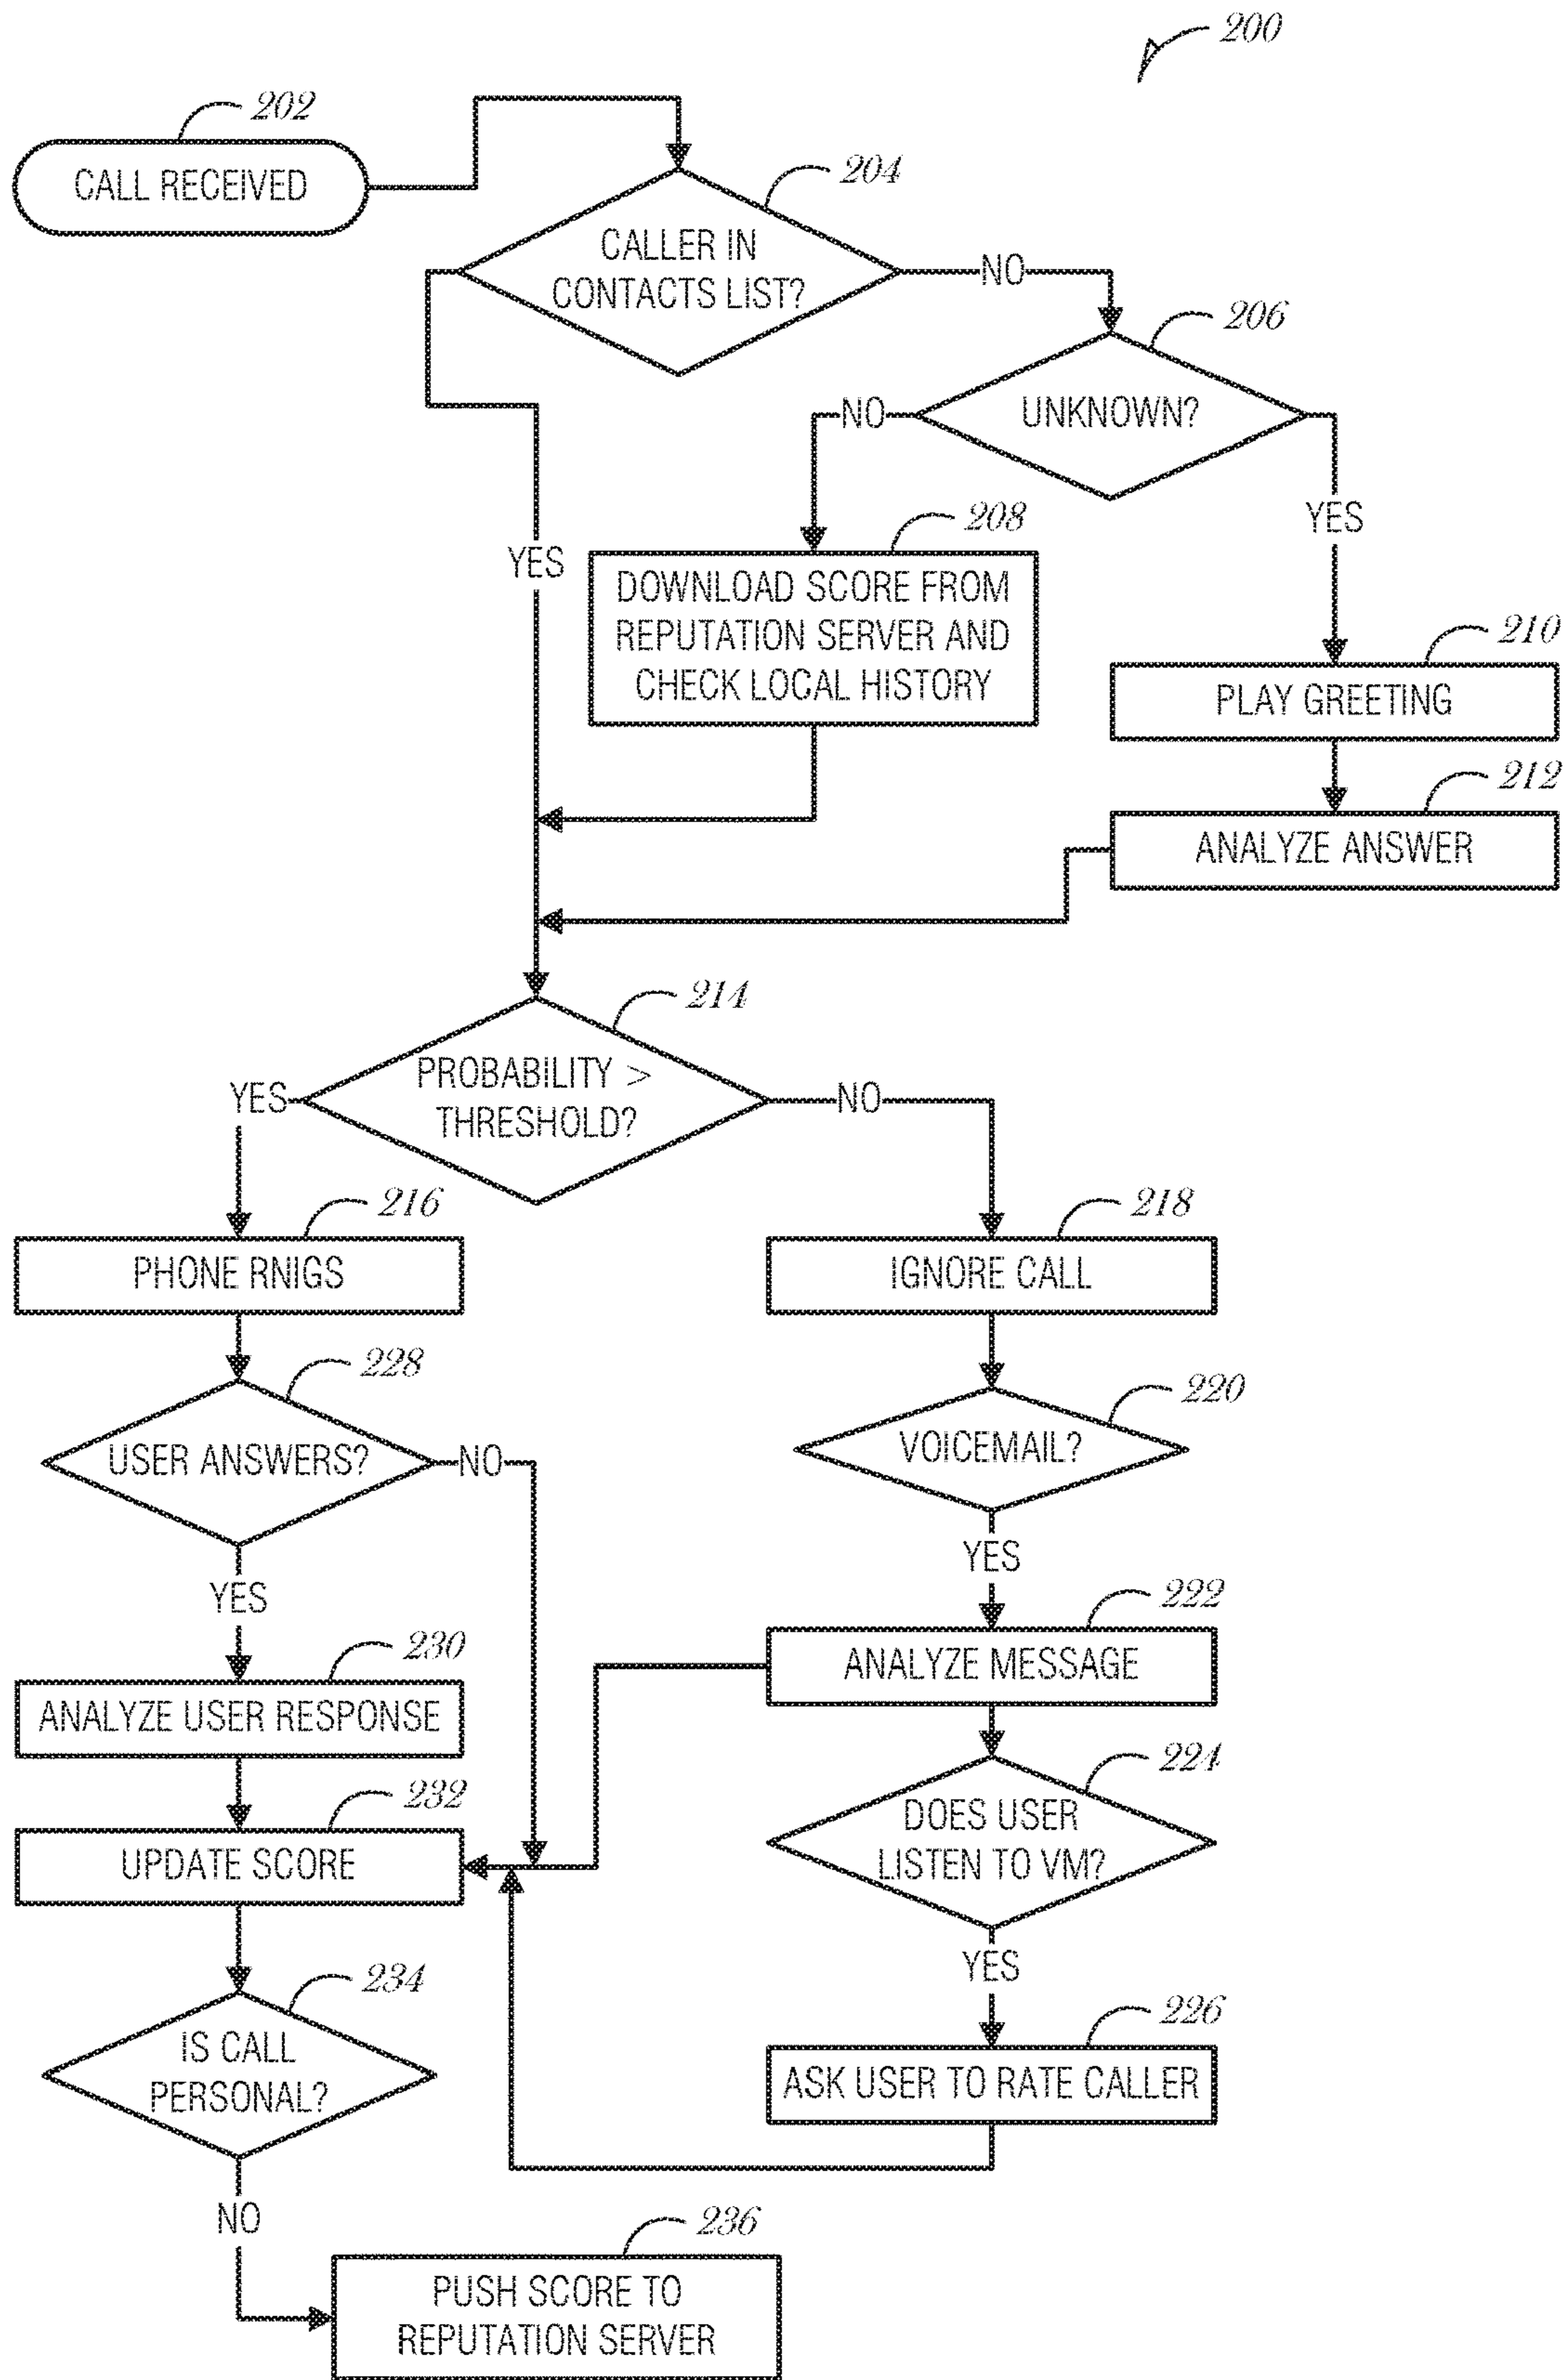 200
202
CALL RECEIVED
204
CALLER IN
CONTACTS LIST?
NO
206
UNKNOWN?
NO
YES
YES
208
DOWNLOAD SCORE FROM
REPUTATION SERVER AND
CHECK LOCAL HISTORY
210
PLAY GREETING
212
ANALYZE ANSWER
214
PROBABILITY >
THRESHOLD?
YES
NO
216
PHONE RNIGS
218
IGNORE CALL
228
USER ANSWERS?
NO
220
VOICEMAIL?
YES
YES
222
ANALYZE MESSAGE
230
ANALYZE USER RESPONSE
224
DOES USER
LISTEN TO VM?
232
UPDATE SCORE
YES
234
IS CALL
PERSONAL?
226
ASK USER TO RATE CALLER
NO
236
PUSH SCORE TO
REPUTATION SERVER